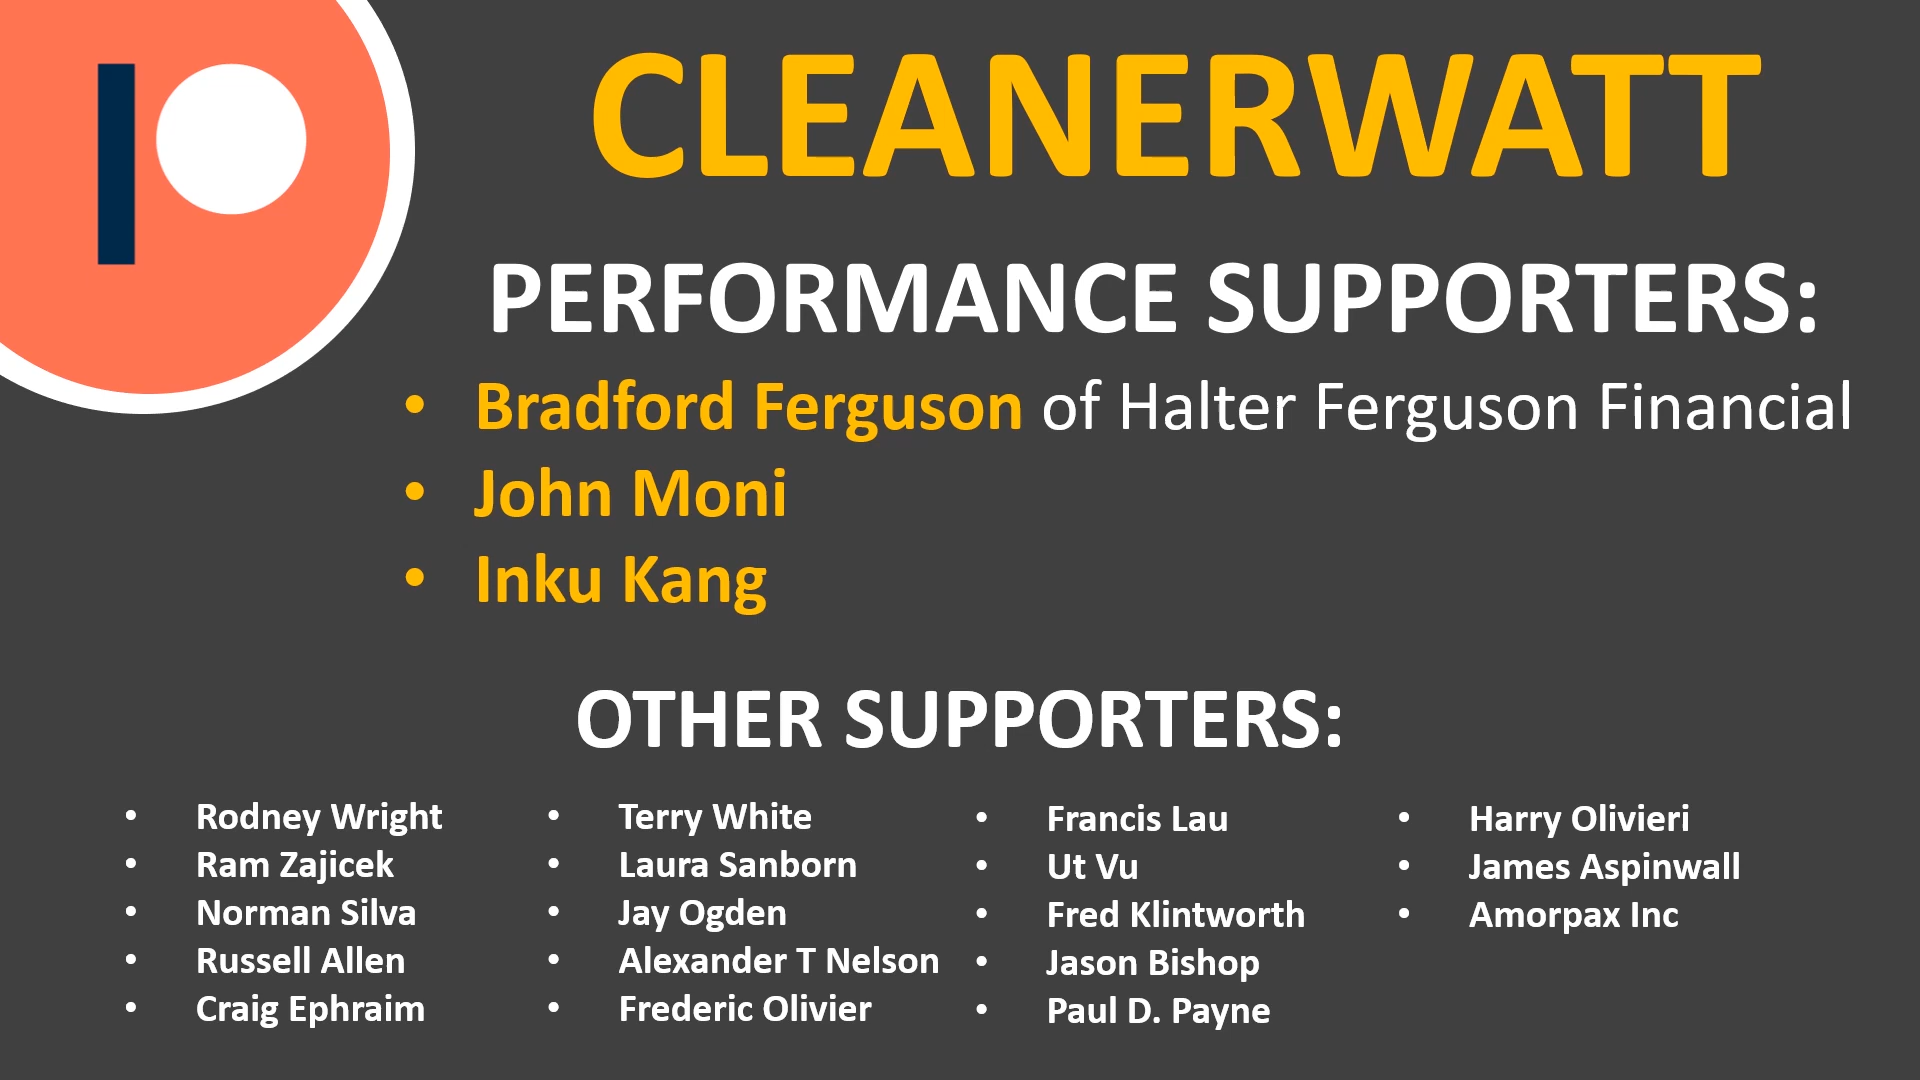 CLEANERWATT
PERFORMANCE SUPPORTERS:
• Bradford Ferguson of Halter Ferguson Financial
• John Moni
• Inku Kang
OTHER SUPPORTERS:
• Rodney Wright
• Ram Zajicek
• Norman Silva
• Russell Allen
• Craig Ephraim
• Terry White
• Laura Sanborn
• Jay Ogden
• Alexander T Nelson
• Frederic Olivier
• Francis Lau
• Ut Vu
• Fred Klintworth
• Jason Bishop
• Paul D. Payne
• Harry Olivieri
• James Aspinwall
• Amorpax Inc